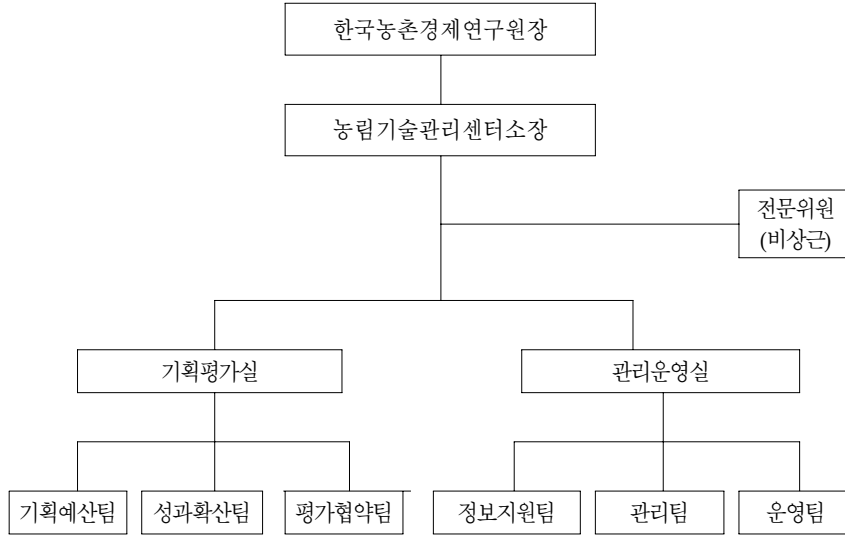 한국농촌경제연구원장
농림기술관리센터소장
전문위원
(비상근)
기획평가실
관리운영실
기획예산팀
성과확산팀
평가협약팀
정보지원팀
관리팀
운영팀